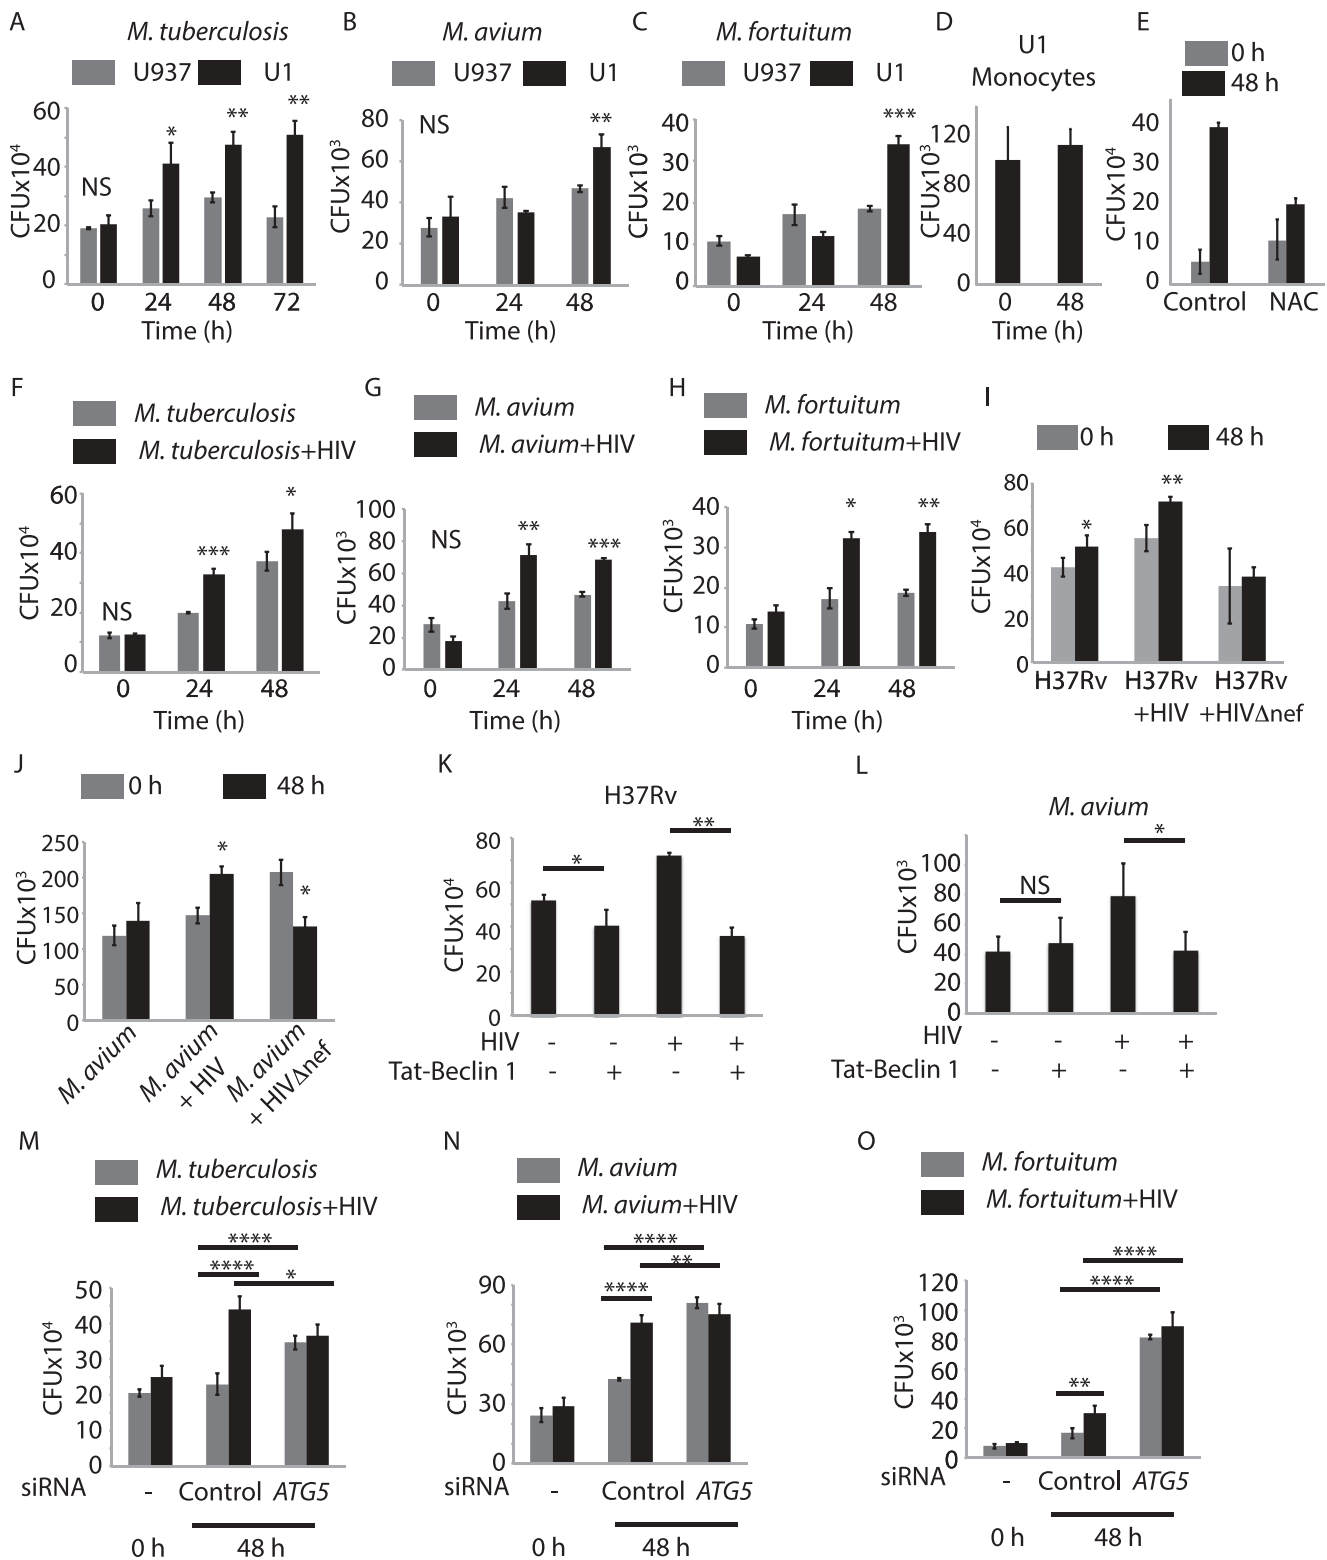 A
M. tuberculosis
U937 U1
CFUx10⁴
60
40
20
0
NS
*
**
**
0 24 48 72
Time (h)
B
M. avium
U937 U1
CFUx10³
80
60
40
20
0
NS
**
0 24 48
Time (h)
C
M. fortuitum
U937 U1
CFUx10³
40
30
20
10
0
***
0 24 48
Time (h)
D
U1
Monocytes
CFUx10³
120
80
40
0
0 48
Time (h)
E
0 h
48 h
CFUx10⁴
40
30
20
10
0
Control NAC
F
M. tuberculosis
M. tuberculosis+HIV
CFUx10⁴
60
40
20
0
NS
***
*
0 24 48
Time (h)
G
M. avium
M. avium+HIV
CFUx10³
100
80
60
40
20
0
NS
**
***
0 24 48
Time (h)
H
M. fortuitum
M. fortuitum+HIV
CFUx10³
40
30
20
10
0
*
**
0 24 48
Time (h)
I
0 h 48 h
CFUx10⁴
80
60
40
20
0
*
**
H37Rv H37Rv H37Rv
+HIV +HIVΔnef
J
0 h 48 h
CFUx10³
250
200
150
100
50
0
*
*
M. avium
M. avium
+ HIV
M. avium
+ HIVΔnef
K
H37Rv
CFUx10⁴
80
60
40
20
0
*
**
HIV - - + +
Tat-Beclin 1 - + - +
L
M. avium
CFUx10³
100
80
60
40
20
0
NS
*
HIV - - + +
Tat-Beclin 1 - + - +
M
M. tuberculosis
M. tuberculosis+HIV
****
****
*
CFUx10⁴
50
40
30
20
10
0
siRNA - Control ATG5
0 h 48 h
N
M. avium
M. avium+HIV
****
**
****
CFUx10³
90
60
30
0
siRNA - Control ATG5
0 h 48 h
O
M. fortuitum
M. fortuitum+HIV
****
****
**
CFUx10³
120
100
80
60
40
20
0
siRNA - Control ATG5
0 h 48 h